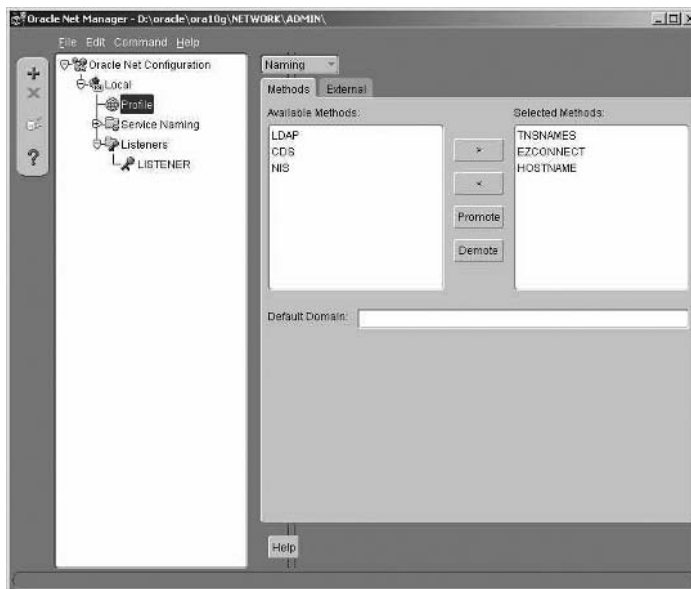 Oracle Net Manager - D:\oracle\ora10g\NETWORK\ADMIN\
File Edit Command Help
Oracle Net Configuration
Local
Profile
Service Naming
Listeners
LISTENER
Naming
Methods External
Available Methods:
LDAP
CDS
NIS
>
<
Promote
Demote
Selected Methods:
TNSNAMES
EZCONNECT
HOSTNAME
Default Domain:
Help